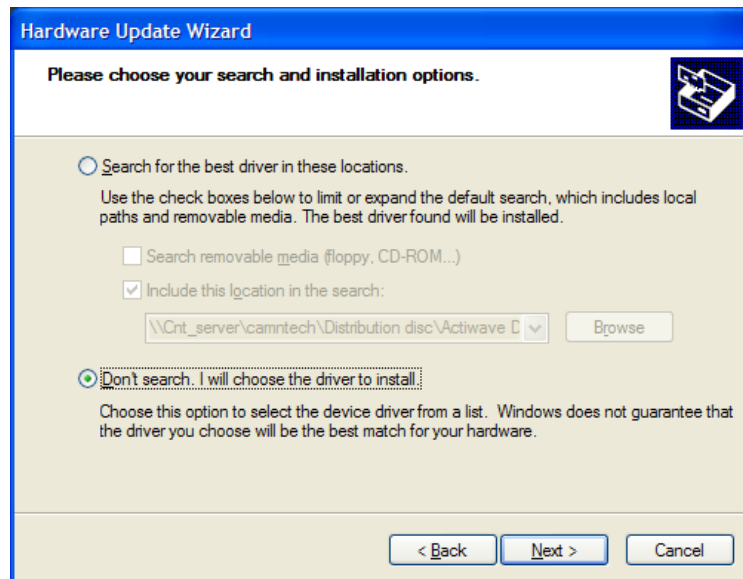 Hardware Update Wizard
Please choose your search and installation options.
Search for the best driver in these locations.
Use the check boxes below to limit or expand the default search, which includes local
paths and removable media. The best driver found will be installed.
Search removable media (floppy, CD-ROM...)
Include this location in the search:
\\Cnt_server\camntech\Distribution disc\Actiwave D
Browse
Don't search. I will choose the driver to install.
Choose this option to select the device driver from a list. Windows does not guarantee that
the driver you choose will be the best match for your hardware.
< Back
Next >
Cancel